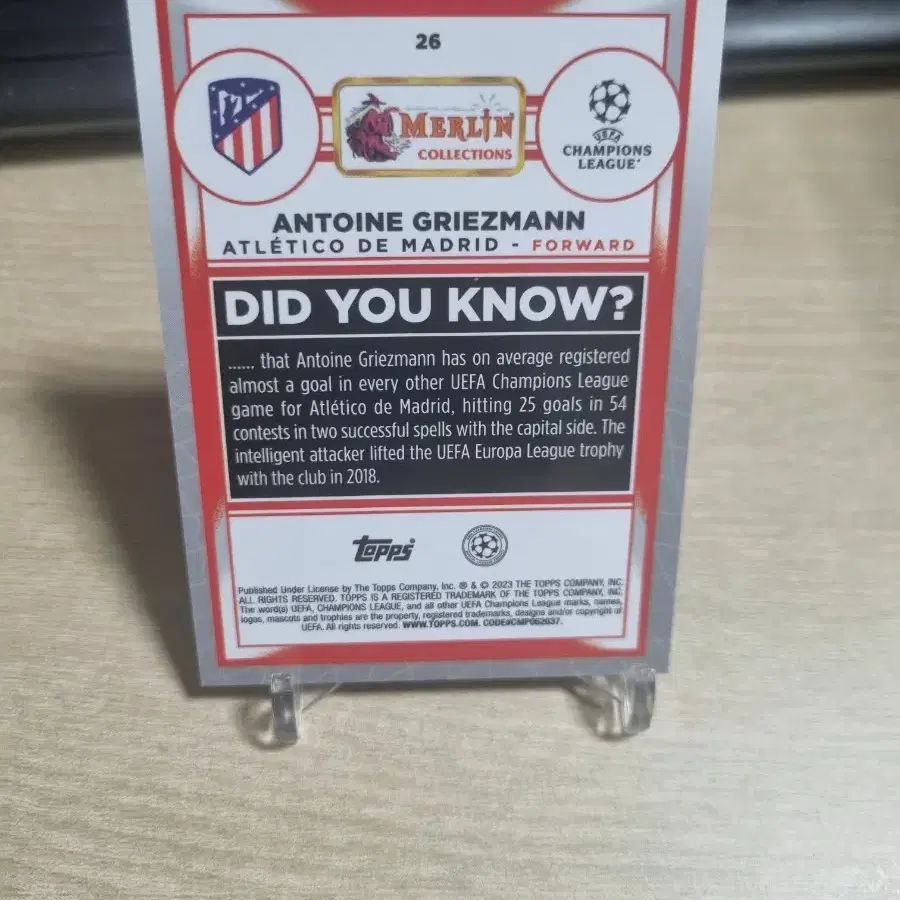 26
MERLIN
COLLECTIONS
UEFA
CHAMPIONS
LEAGUE
ANTOINE GRIEZMANN
ATLÉTICO DE MADRID - FORWARD
DID YOU KNOW?
...... that Antoine Griezmann has on average registered
almost a goal in every other UEFA Champions League
game for Atlético de Madrid, hitting 25 goals in 54
contests in two successful spells with the capital side. The
intelligent attacker lifted the UEFA Europa League trophy
with the club in 2018.
topps
Published Under License by The Topps Company, Inc. ® & © 2023 THE TOPPS COMPANY, INC.
ALL RIGHTS RESERVED. TOPPS IS A REGISTERED TRADEMARK OF THE TOPPS COMPANY, INC.
The word(s) UEFA, CHAMPIONS LEAGUE, and all other UEFA Champions League marks, names,
logos, mascots and trophies are the property, registered trademarks, designs and/or copyright of
UEFA. All rights reserved. WWW.TOPPS.COM. CODE#CMP062037.